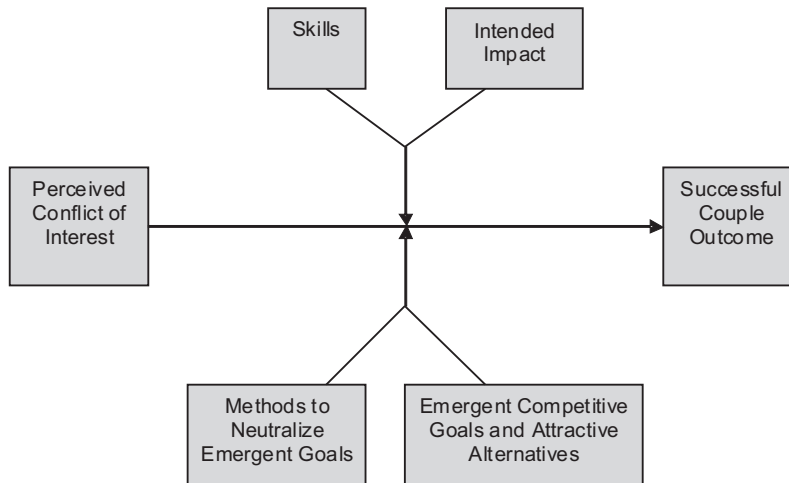 Skills
Intended
Impact
Perceived
Conflict of
Interest
Successful
Couple
Outcome
Methods to
Neutralize
Emergent Goals
Emergent Competitive
Goals and Attractive
Alternatives